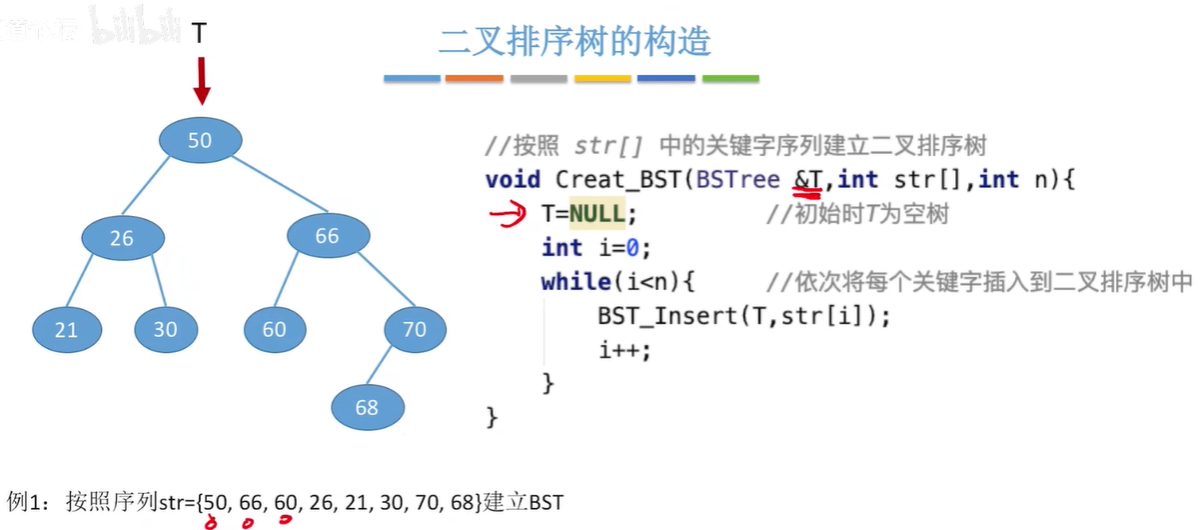 bilibili
T
二叉排序树的构造
50
26
66
21
30
60
70
68
//按照 str[] 中的关键字序列建立二叉排序树
void Creat_BST(BSTree &T,int str[],int n){
T=NULL; //初始时T为空树
int i=0;
while(i<n){ //依次将每个关键字插入到二叉排序树中
BST_Insert(T,str[i]);
i++;
}
}
例1：按照序列str={50, 66, 60, 26, 21, 30, 70, 68}建立BST